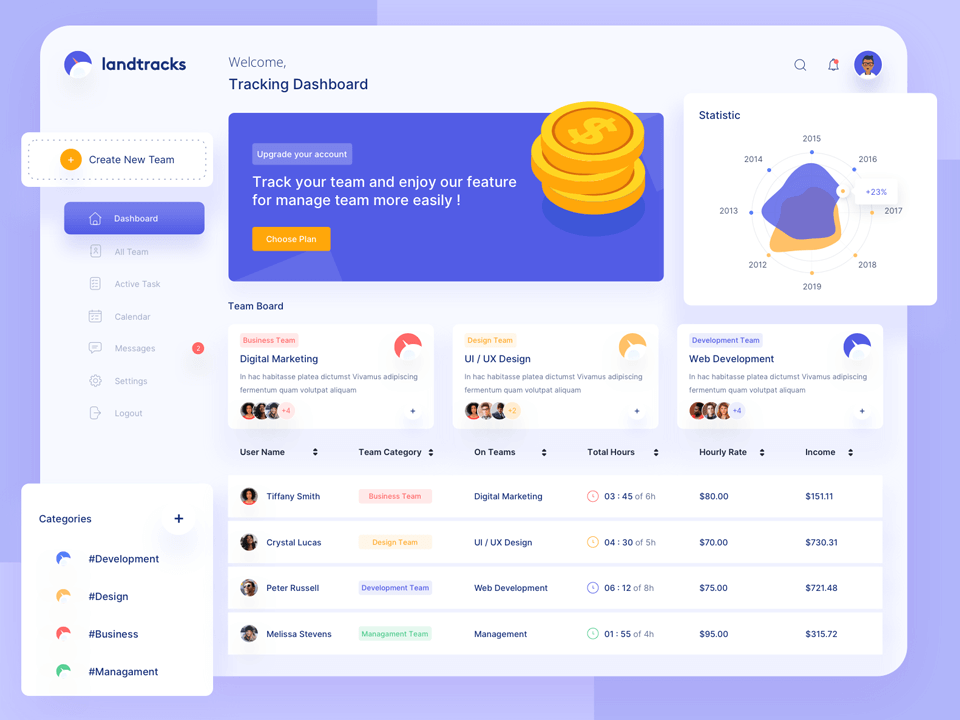 landtracks
Welcome,
Tracking Dashboard
Create New Team
Dashboard
All Team
Active Task
Calendar
Messages 2
Settings
Logout
Upgrade your account
Track your team and enjoy our feature
for manage team more easily !
Choose Plan
Statistic
2015
2014 2016
+23%
2013 2017
2012 2018
2019
Team Board
Business Team
Digital Marketing
In hac habitasse platea dictumst Vivamus adipiscing
fermentum quam volutpat aliquam
+4 +
Design Team
UI / UX Design
In hac habitasse platea dictumst Vivamus adipiscing
fermentum quam volutpat aliquam
+2 +
Development Team
Web Development
In hac habitasse platea dictumst Vivamus adipiscing
fermentum quam volutpat aliquam
+4 +
User Name Team Category On Teams Total Hours Hourly Rate Income
Tiffany Smith Business Team Digital Marketing 03 : 45 of 6h $80.00 $151.11
Crystal Lucas Design Team UI / UX Design 04 : 30 of 5h $70.00 $730.31
Peter Russell Development Team Web Development 06 : 12 of 8h $75.00 $721.48
Melissa Stevens Managament Team Management 01 : 55 of 4h $95.00 $315.72
Categories +
#Development
#Design
#Business
#Managament